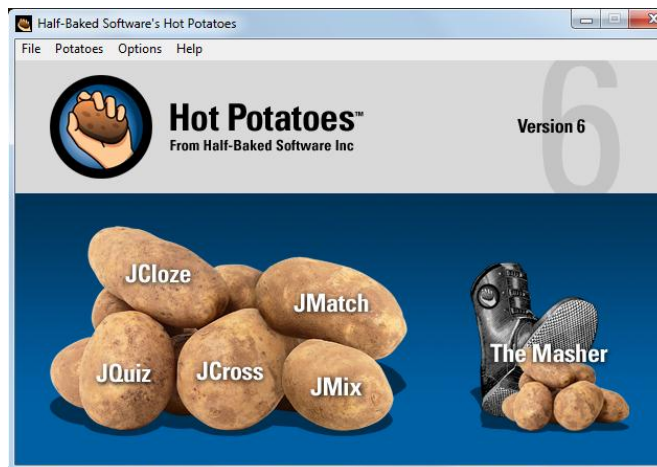 Half-Baked Software's Hot Potatoes
File Potatoes Options Help
Hot Potatoes™
From Half-Baked Software Inc
Version 6
6
JCloze
JMatch
JQuiz
JCross
JMix
The Masher